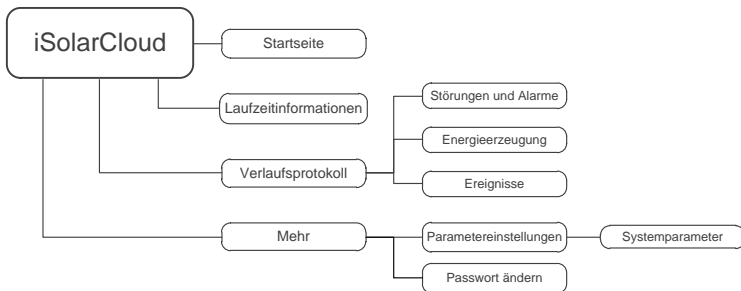 iSolarCloud
Startseite
Laufzeitinformationen
Verlaufsprotokoll
Störungen und Alarme
Energieerzeugung
Ereignisse
Mehr
Parametereinstellungen
Systemparameter
Passwort ändern